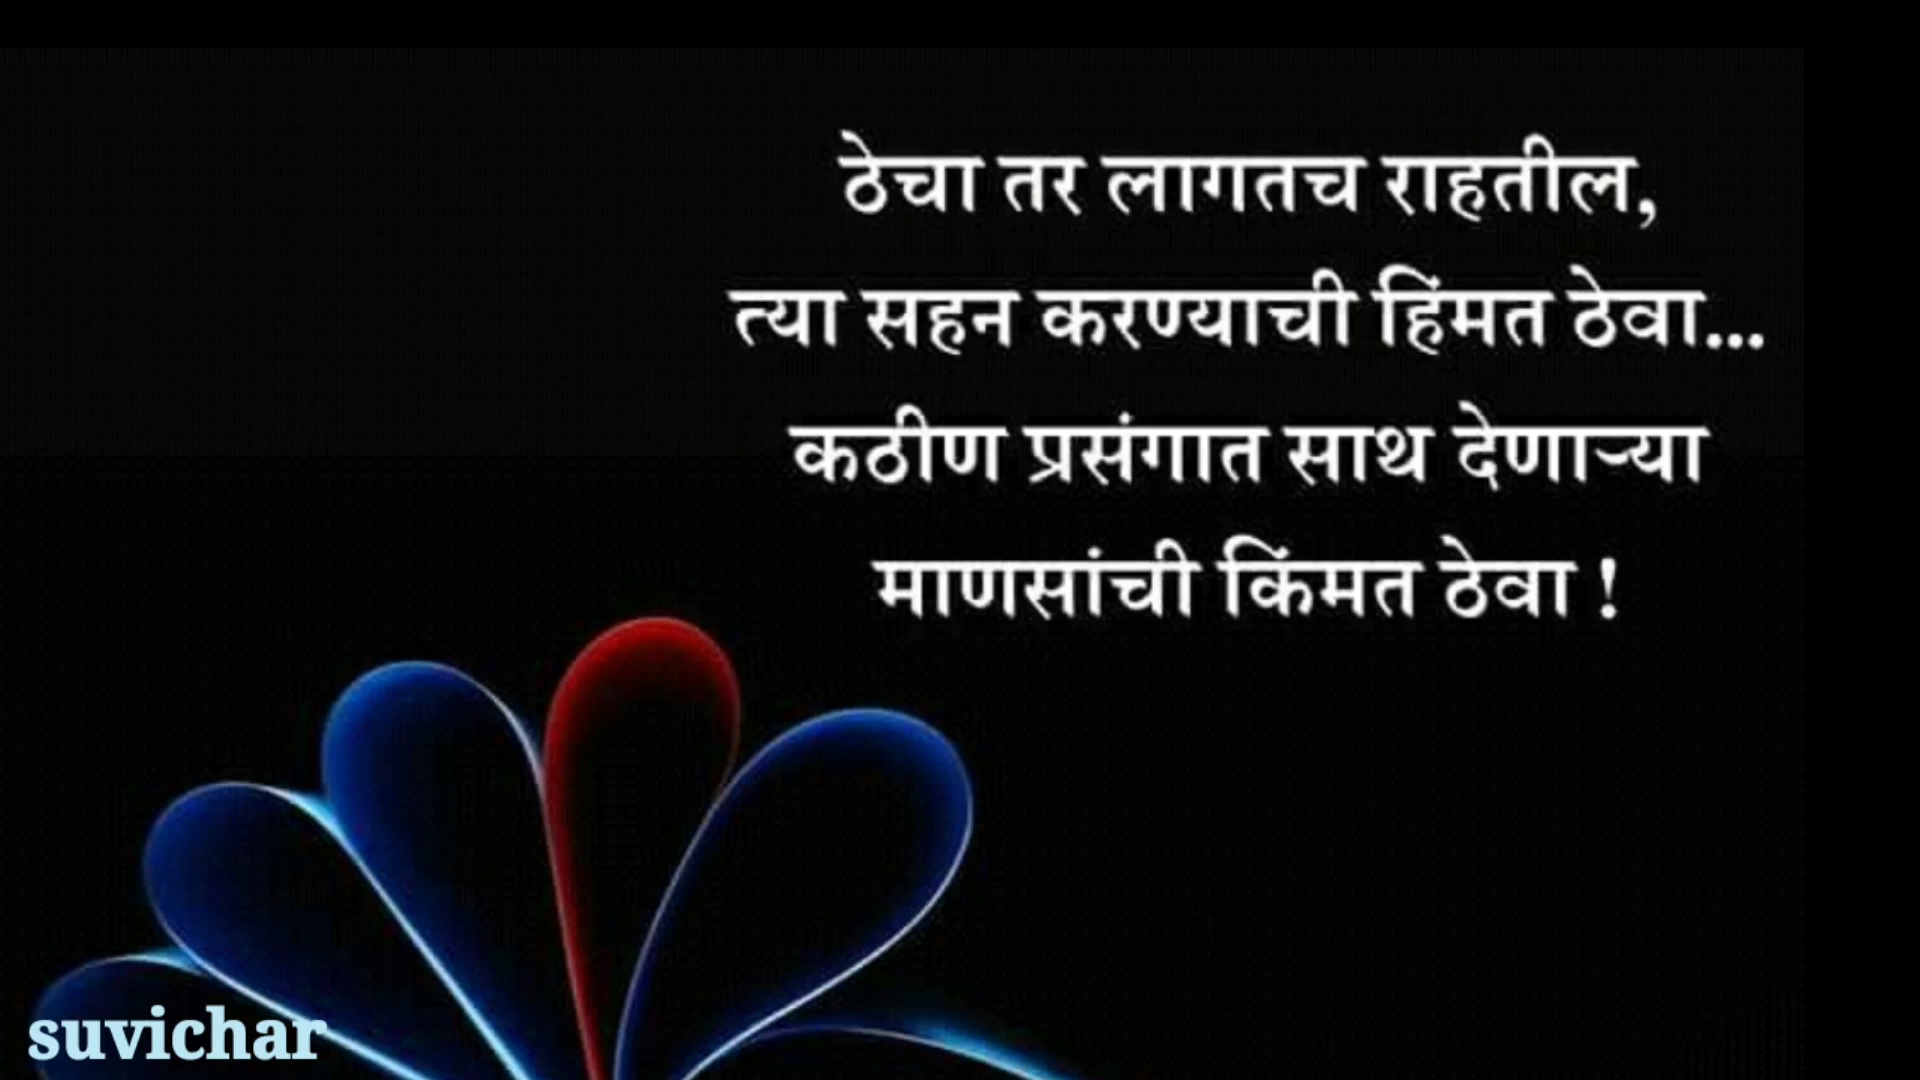 ठेचा तर लागतच राहतील,
त्या सहन करण्याची हिंमत ठेवा...
कठीण प्रसंगात साथ देणाऱ्या
माणसांची किंमत ठेवा !
suvichar